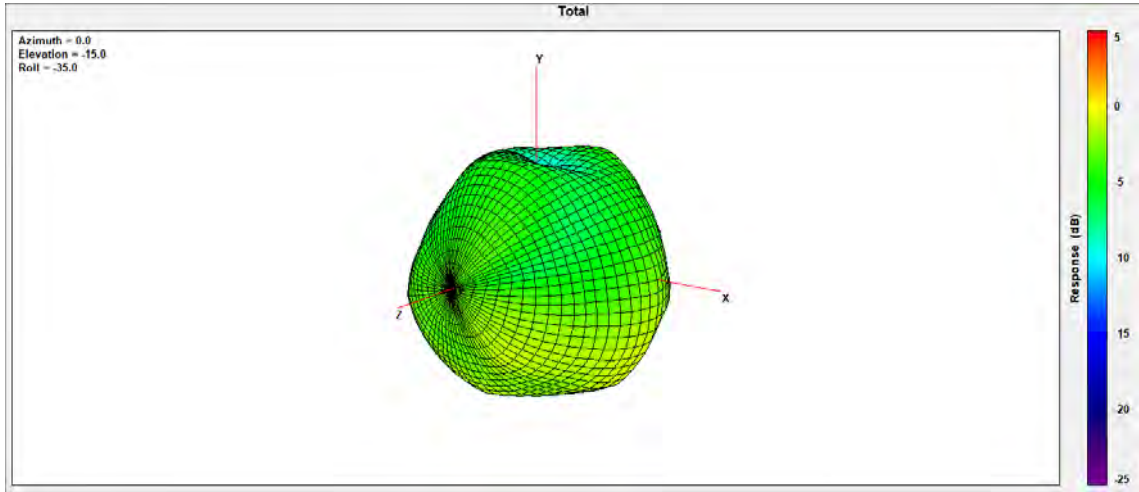 Total
Azimuth = 0.0
Elevation = -15.0
Roll = -35.0
Y
X
Z
5
0
5
10
15
20
-25
Response (dB)